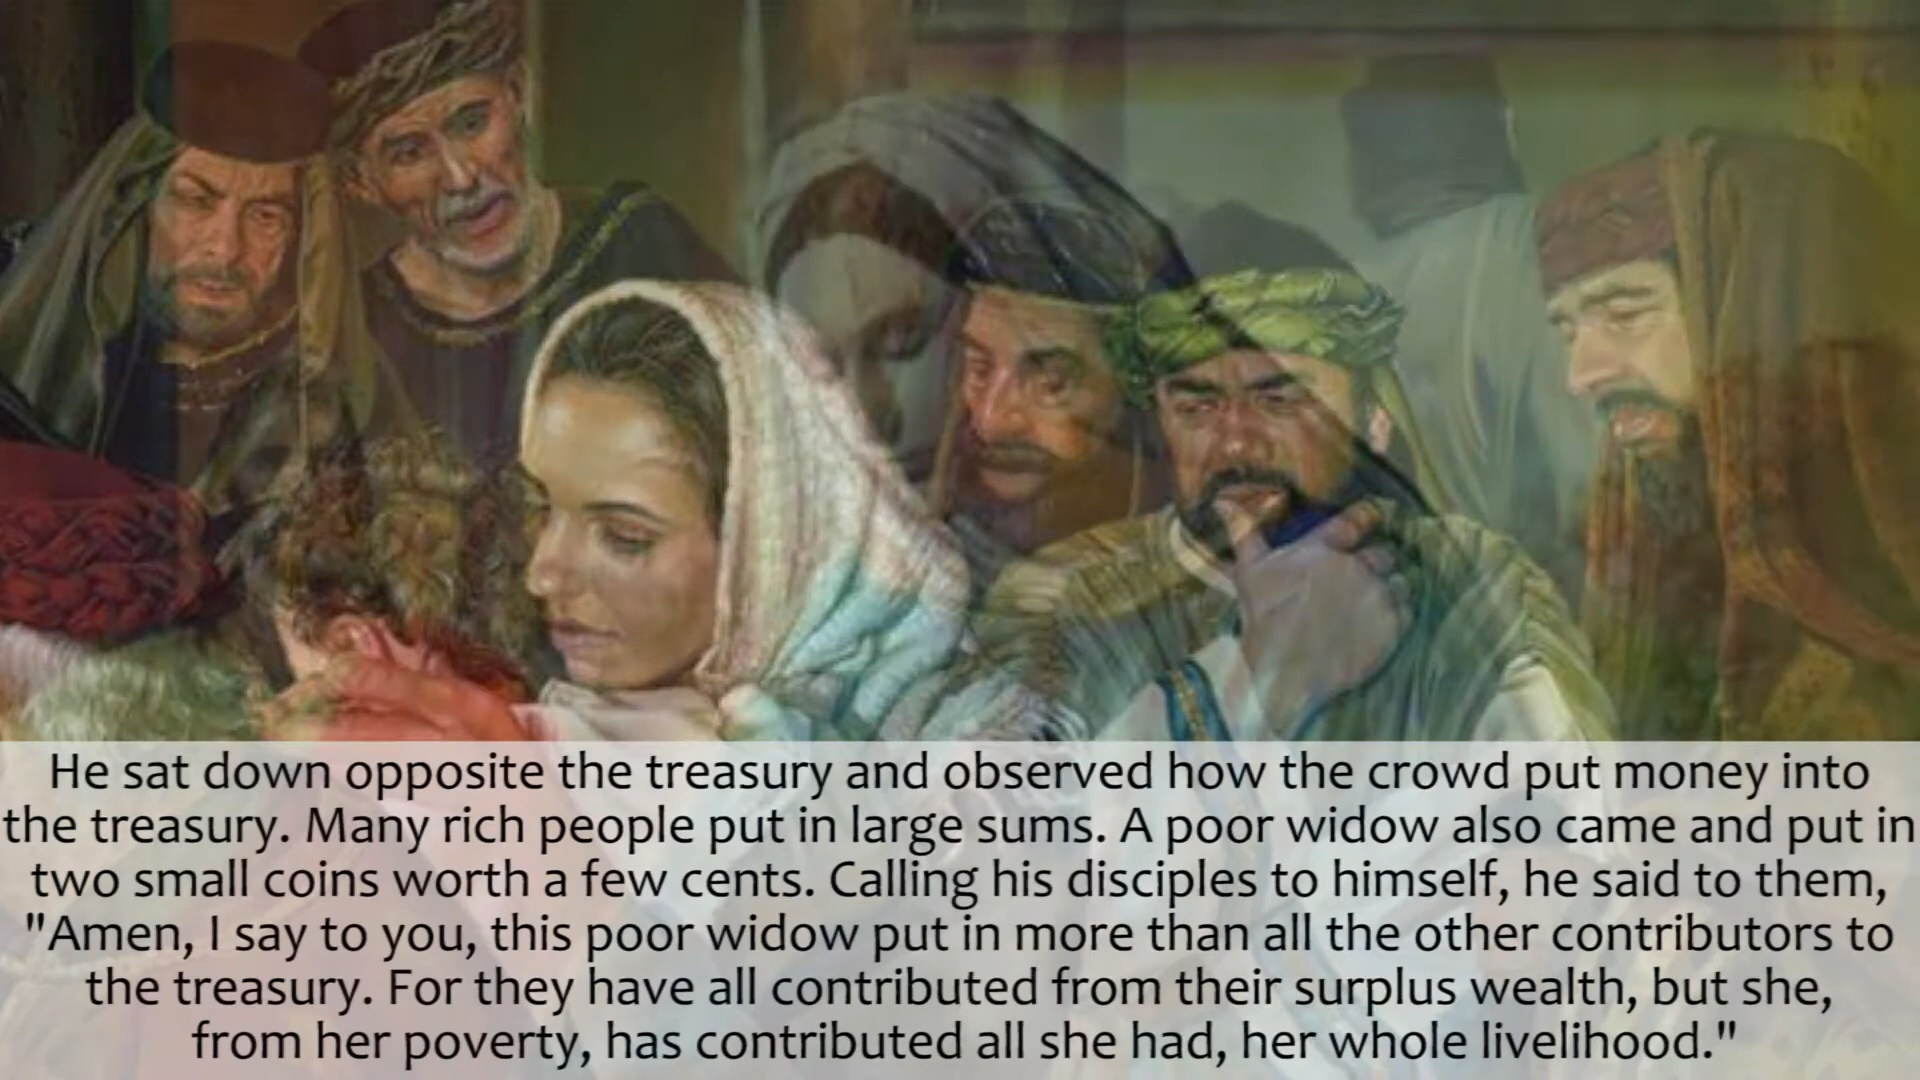 He sat down opposite the treasury and observed how the crowd put money into
the treasury. Many rich people put in large sums. A poor widow also came and put in
two small coins worth a few cents. Calling his disciples to himself, he said to them,
"Amen, I say to you, this poor widow put in more than all the other contributors to
the treasury. For they have all contributed from their surplus wealth, but she,
from her poverty, has contributed all she had, her whole livelihood."